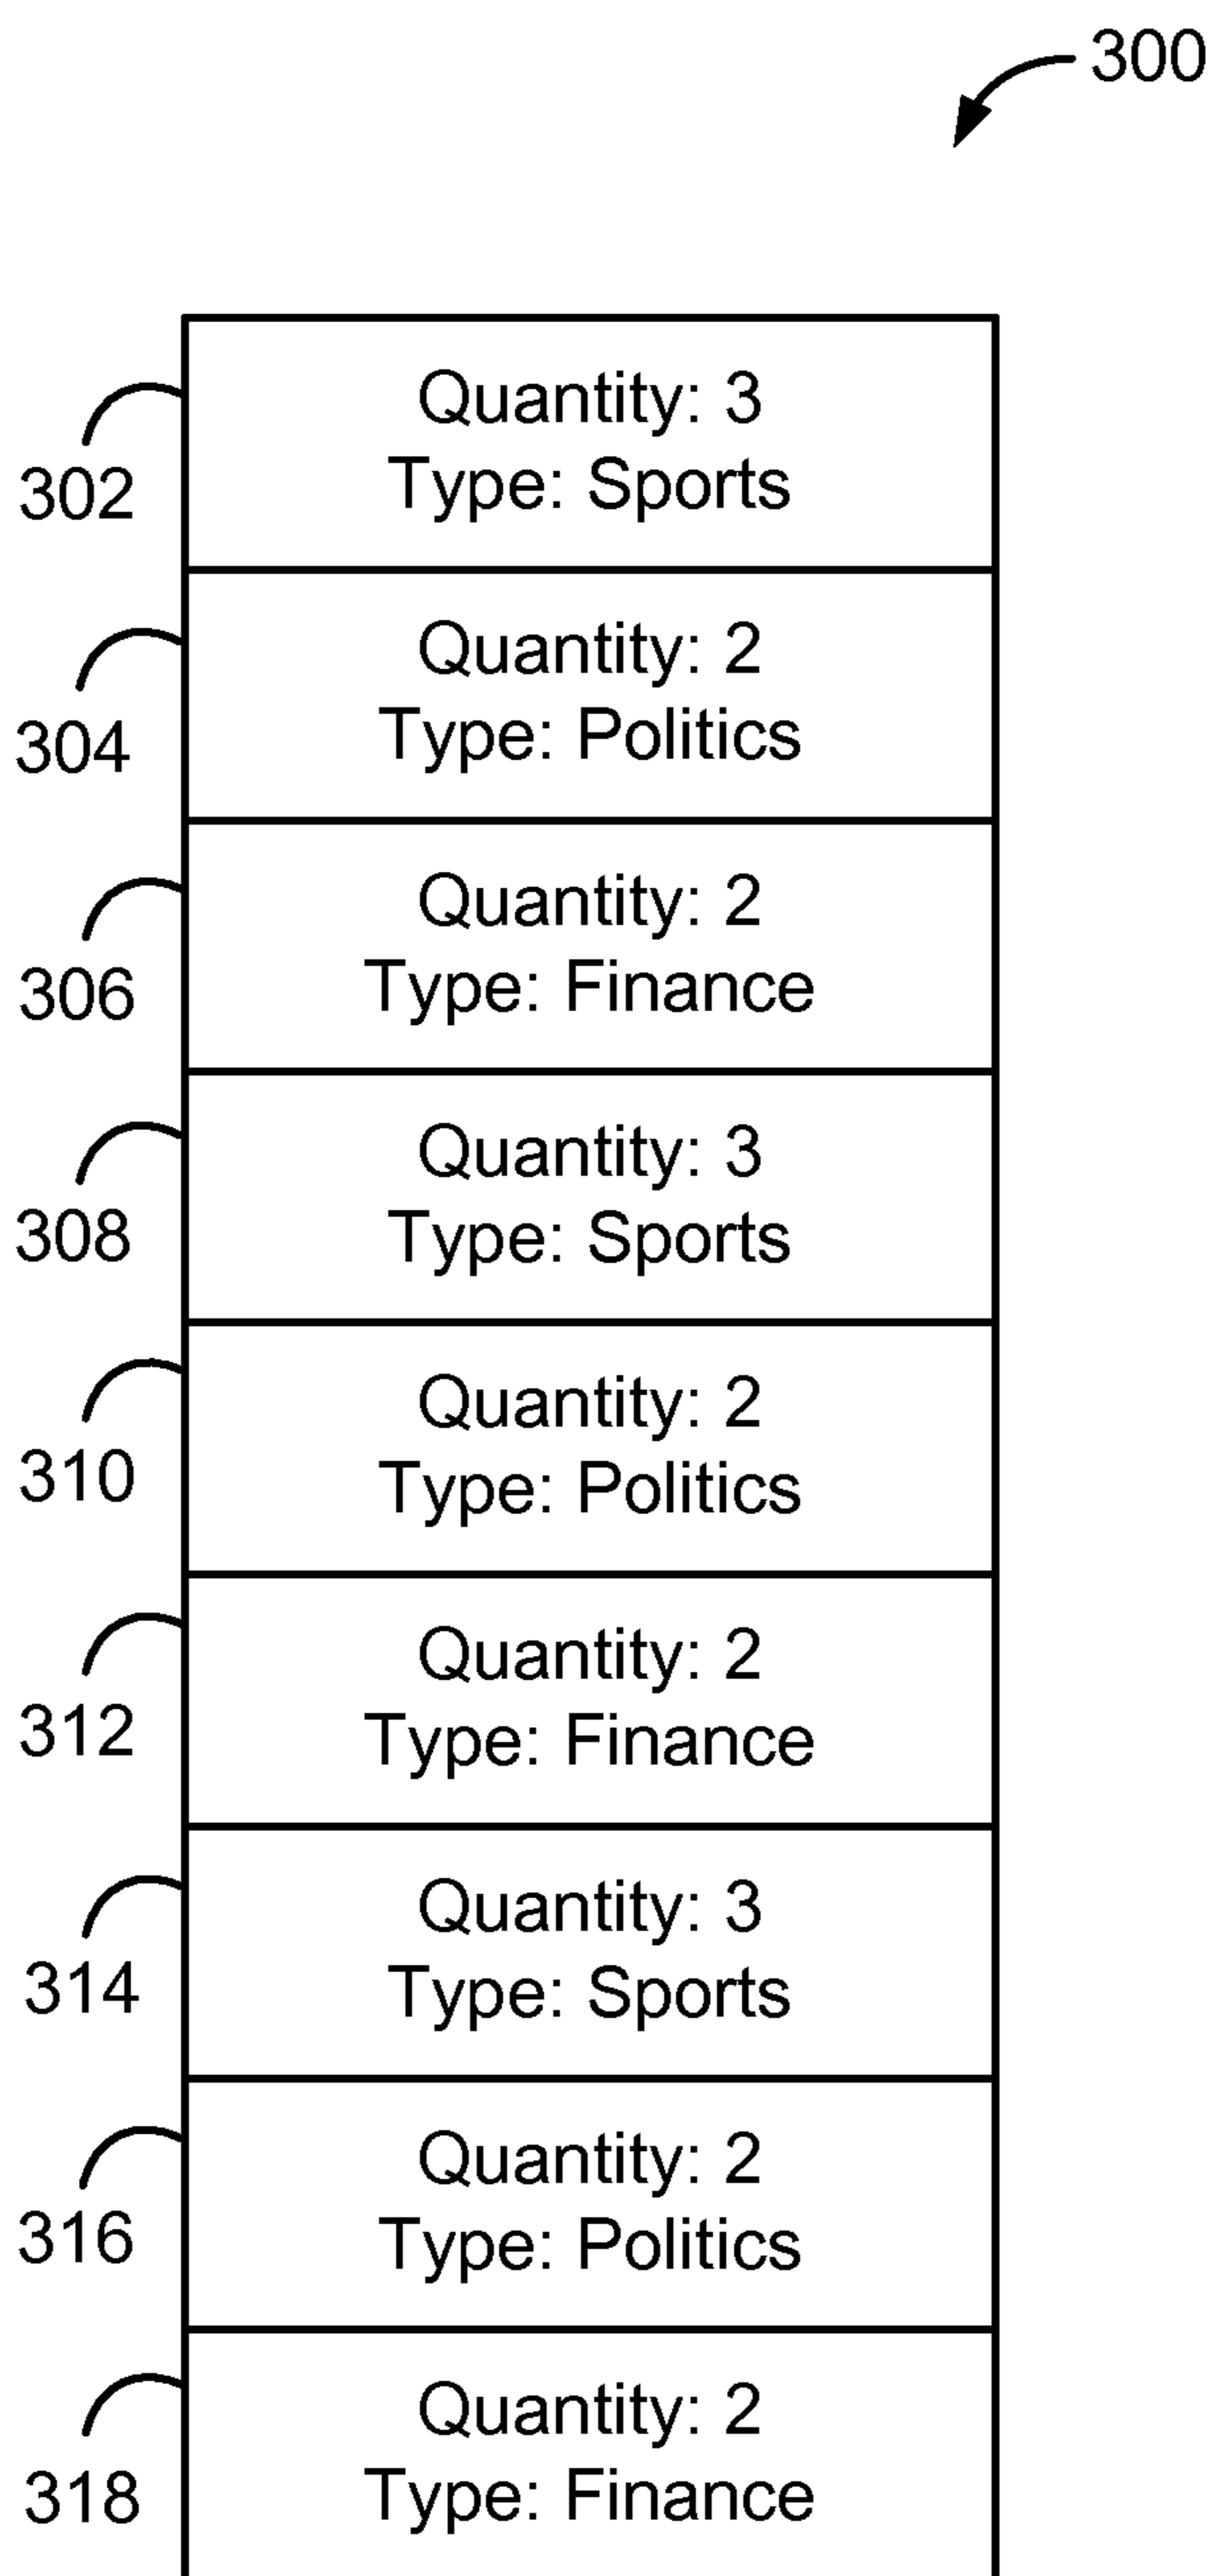 300
Quantity: 3
Type: Sports
302
Quantity: 2
Type: Politics
304
Quantity: 2
Type: Finance
306
Quantity: 3
Type: Sports
308
Quantity: 2
Type: Politics
310
Quantity: 2
Type: Finance
312
Quantity: 3
Type: Sports
314
Quantity: 2
Type: Politics
316
Quantity: 2
Type: Finance
318